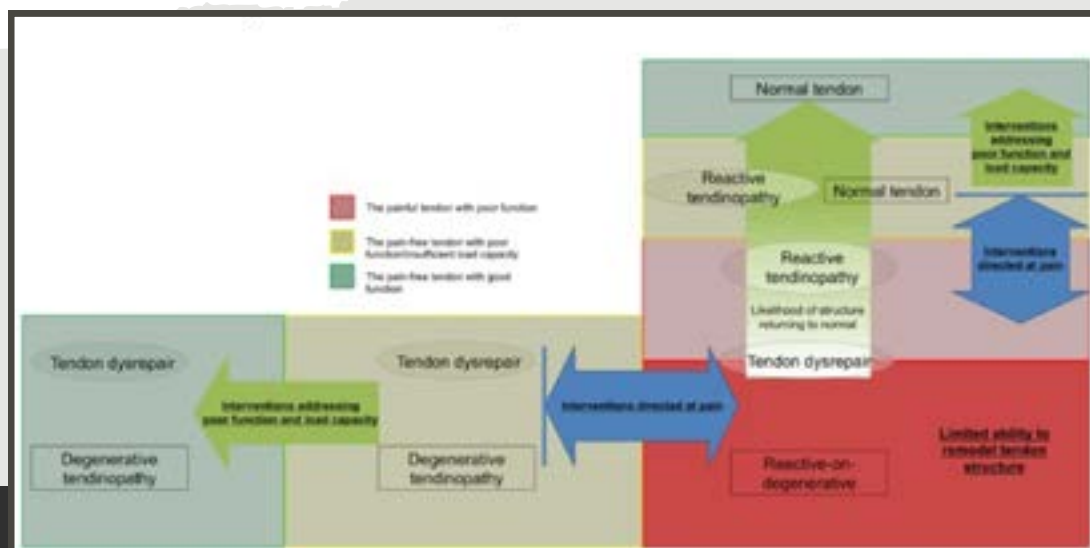 Normal tendon
Interventions
addressing
poor function and
load capacity
Reactive
tendinopathy
Normal tendon
The painful tendon with poor function
The pain-free tendon with poor
function/insufficient load capacity
The pain-free tendon with good
function
Reactive
tendinopathy
Interventions
directed at pain
Likelihood of structure
returning to normal
Tendon dysrepair
Tendon dysrepair
Tendon dysrepair
Interventions addressing
poor function and load capacity
Interventions directed at pain
Limited ability to
remodel tendon
structure
Degenerative
tendinopathy
Degenerative
tendinopathy
Reactive-on-
degenerative